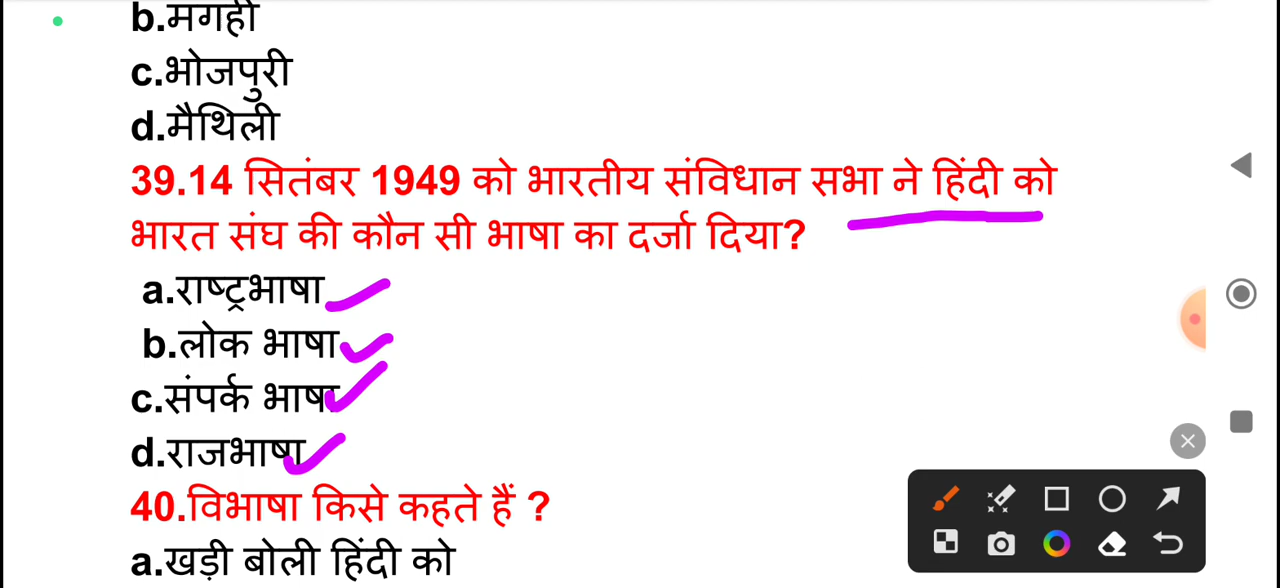 b.मगही
c.भोजपुरी
d.मैथिली
39.14 सितंबर 1949 को भारतीय संविधान सभा ने हिंदी को
भारत संघ की कौन सी भाषा का दर्जा दिया?
a.राष्ट्रभाषा
b.लोक भाषा
c.संपर्क भाषा
d.राजभाषा
40.विभाषा किसे कहते हैं ?
a.खड़ी बोली हिंदी को